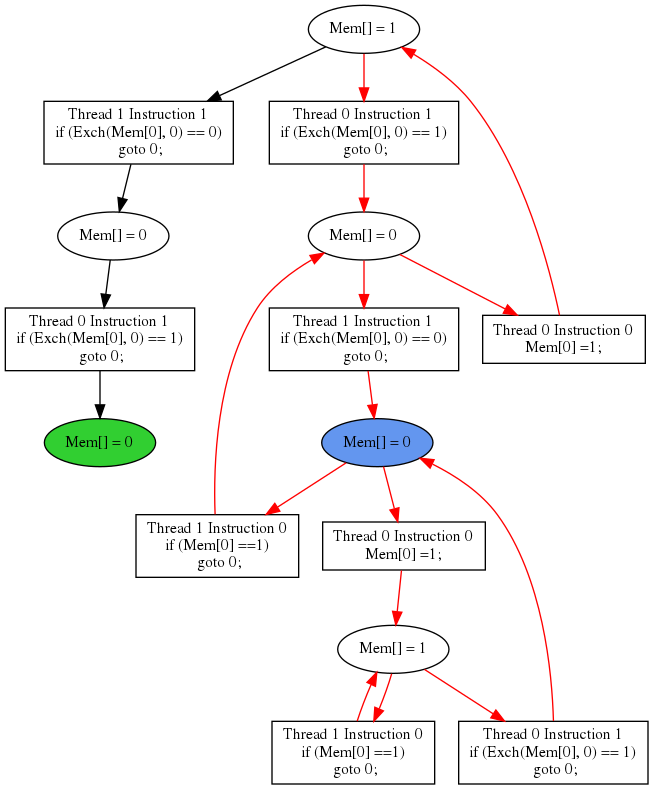 Mem[] = 1
Thread 1 Instruction 1
if (Exch(Mem[0], 0) == 0)
goto 0;
Thread 0 Instruction 1
if (Exch(Mem[0], 0) == 1)
goto 0;
Mem[] = 0
Mem[] = 0
Thread 0 Instruction 1
if (Exch(Mem[0], 0) == 1)
goto 0;
Thread 1 Instruction 1
if (Exch(Mem[0], 0) == 0)
goto 0;
Thread 0 Instruction 0
Mem[0] =1;
Mem[] = 0
Mem[] = 0
Thread 1 Instruction 0
if (Mem[0] ==1)
goto 0;
Thread 0 Instruction 0
Mem[0] =1;
Mem[] = 1
Thread 1 Instruction 0
if (Mem[0] ==1)
goto 0;
Thread 0 Instruction 1
if (Exch(Mem[0], 0) == 1)
goto 0;